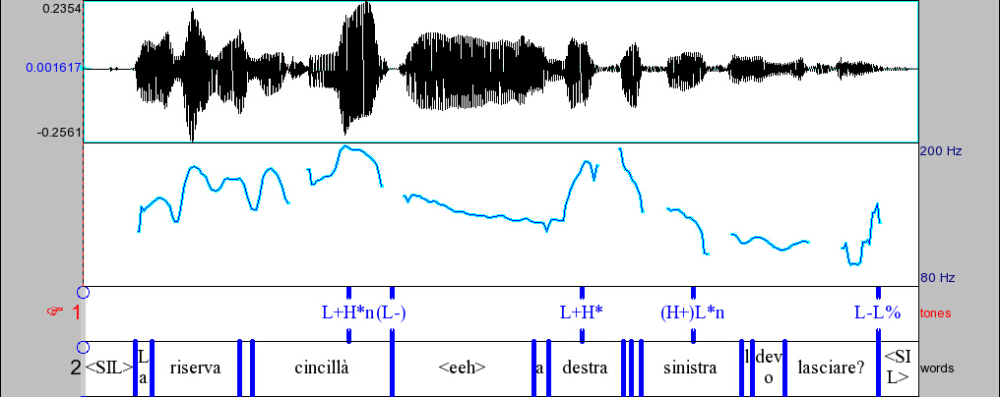 0.2354
0.001617
-0.2561
200 Hz
80 Hz
☞ 1 L+H*n (L-) L+H* (H+)L*n L-L% tones
2 <SIL> La riserva cincillà <eeh> a destra sinistra l devo lasciare? <SIL> words